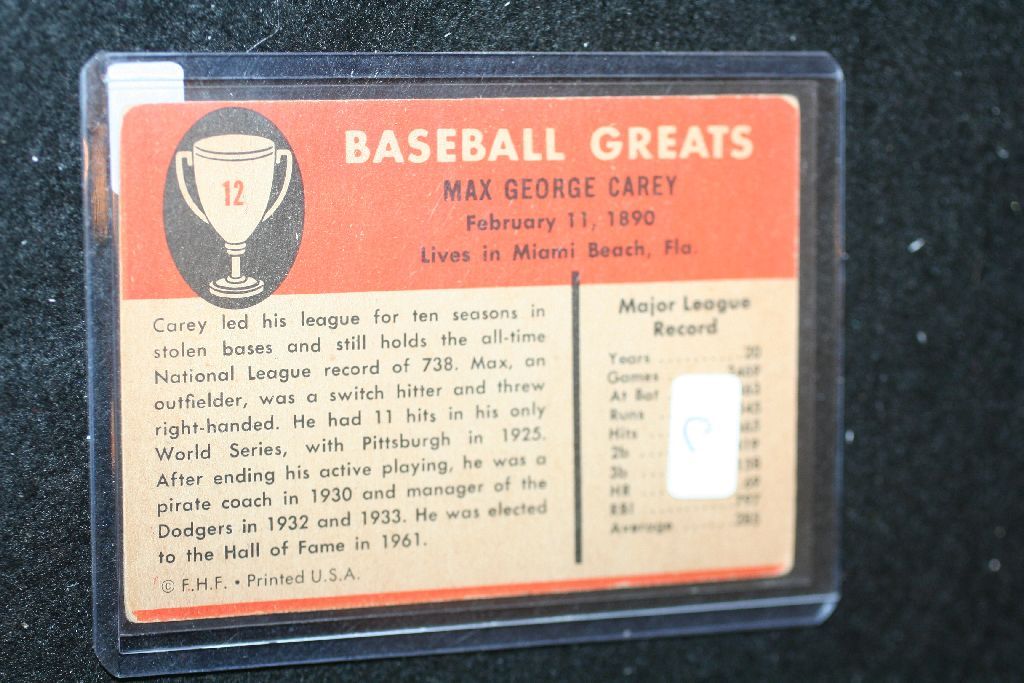 12
BASEBALL GREATS
MAX GEORGE CAREY
February 11, 1890
Lives in Miami Beach, Fla.
Carey led his league for ten seasons in
stolen bases and still holds the all-time
National League record of 738. Max, an
outfielder, was a switch hitter and threw
right-handed. He had 11 hits in his only
World Series, with Pittsburgh in 1925.
After ending his active playing, he was a
pirate coach in 1930 and manager of the
Dodgers in 1932 and 1933. He was elected
to the Hall of Fame in 1961.
© F.H.F. • Printed U.S.A.
Major League
Record
Years .......... 20
Games
At Bat
Runs
Hits
2b
3b
HR
RBI
Average